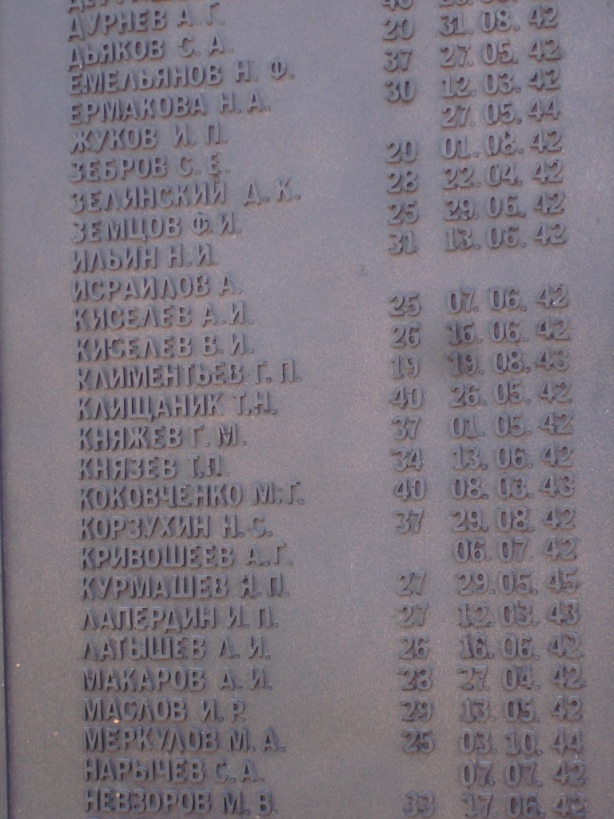 ДУРНЕВ А.Г. 40
ДЬЯКОВ С.А. 20 31.08.42
ЕМЕЛЬЯНОВ Н.Ф. 37 27.05.42
ЕРМАКОВА Н.А. 30 12.03.42
ЖУКОВ И.П. 27.05.44
ЗЕБРОВ С.Е. 20 01.08.42
ЗЕЛИНСКИЙ Д.К. 28 22.04.42
ЗЕМЦОВ Ф.И. 25 29.06.42
ИЛЬИН Н.И. 31 13.06.42
ИСРАИЛОВ А.
КИСЕЛЕВ А.И. 25 07.06.42
КИСЕЛЕВ В.И. 26 16.06.42
КЛИМЕНТЬЕВ Г.П. 19 19.08.43
КЛИЩАНИК Т.Н. 40 26.05.42
КНЯЖЕВ Г.М. 37 01.05.42
КНЯЗЕВ Т.П. 34 13.06.42
КОКОВЧЕНКО М.Г. 40 08.03.43
КОРЗУХИН Н.С. 37 29.08.42
КРИВОШЕЕВ А.Г. 06.07.42
КУРМАШЕВ Я.П. 27 29.05.45
ЛАПЕРДИН И.П. 27 12.03.43
ЛАТЫШЕВ Л.И. 26 16.06.42
МАКАРОВ А.И. 28 27.04.42
МАСЛОВ И.Р. 29 13.05.42
МЕРКУЛОВ М.А. 25 03.10.44
НАРЫЧЕВ С.А. 07.07.42
НЕВЗОРОВ М.В. 33 17.06.42